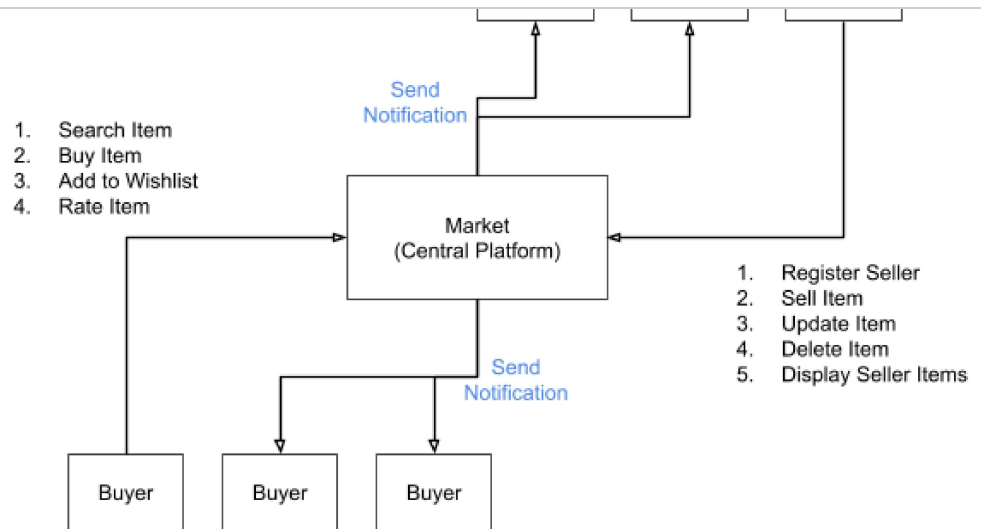 Send
Notification
1. Search Item
2. Buy Item
3. Add to Wishlist
4. Rate Item
Market
(Central Platform)
1. Register Seller
2. Sell Item
3. Update Item
4. Delete Item
5. Display Seller Items
Send
Notification
Buyer
Buyer
Buyer